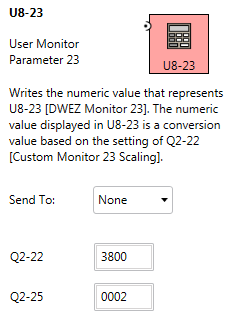 U8-23
User Monitor
Parameter 23
U8-23
Writes the numeric value that represents
U8-23 [DWEZ Monitor 23]. The numeric
value displayed in U8-23 is a conversion
value based on the setting of Q2-22
[Custom Monitor 23 Scaling].
Send To: None
Q2-22 3800
Q2-25 0002